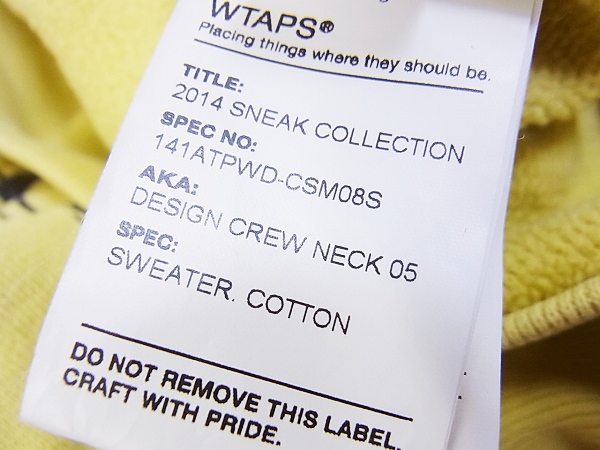 WTAPS®
Placing things where they should be.
TITLE:
2014 SNEAK COLLECTION
SPEC NO:
141ATPWD-CSM08S
AKA:
DESIGN CREW NECK 05
SPEC:
SWEATER. COTTON
DO NOT REMOVE THIS LABEL.
CRAFT WITH PRIDE.